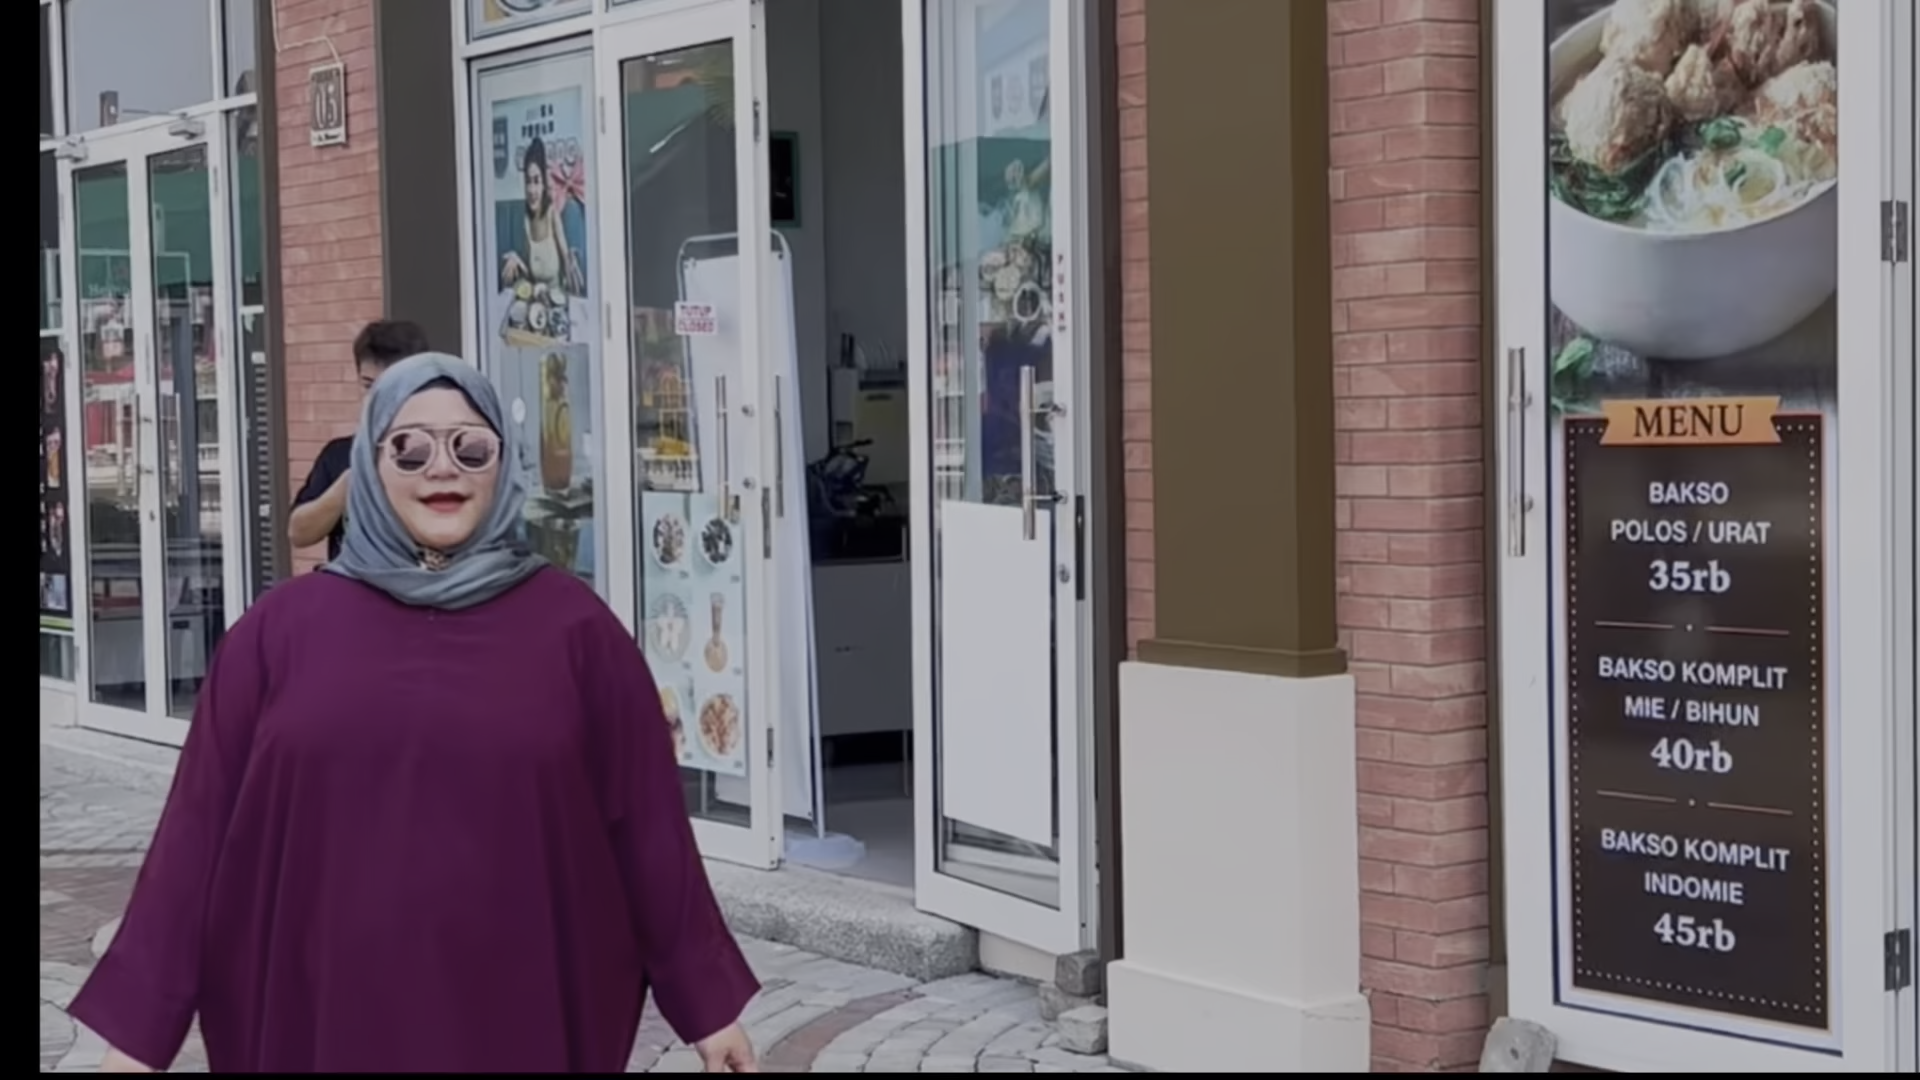 05
TUTUP
CLOSED
MENU
BAKSO
POLOS / URAT
35rb
BAKSO KOMPLIT
MIE / BIHUN
40rb
BAKSO KOMPLIT
INDOMIE
45rb